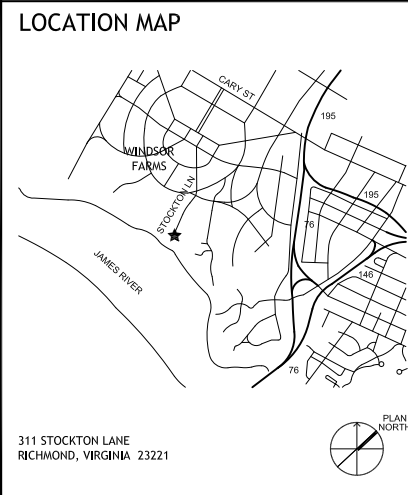 LOCATION MAP
CARY ST
195
WINDSOR
FARMS
STOCKTON LN
195
76
JAMES RIVER
146
76
311 STOCKTON LANE
RICHMOND, VIRGINIA 23221
PLAN
NORTH